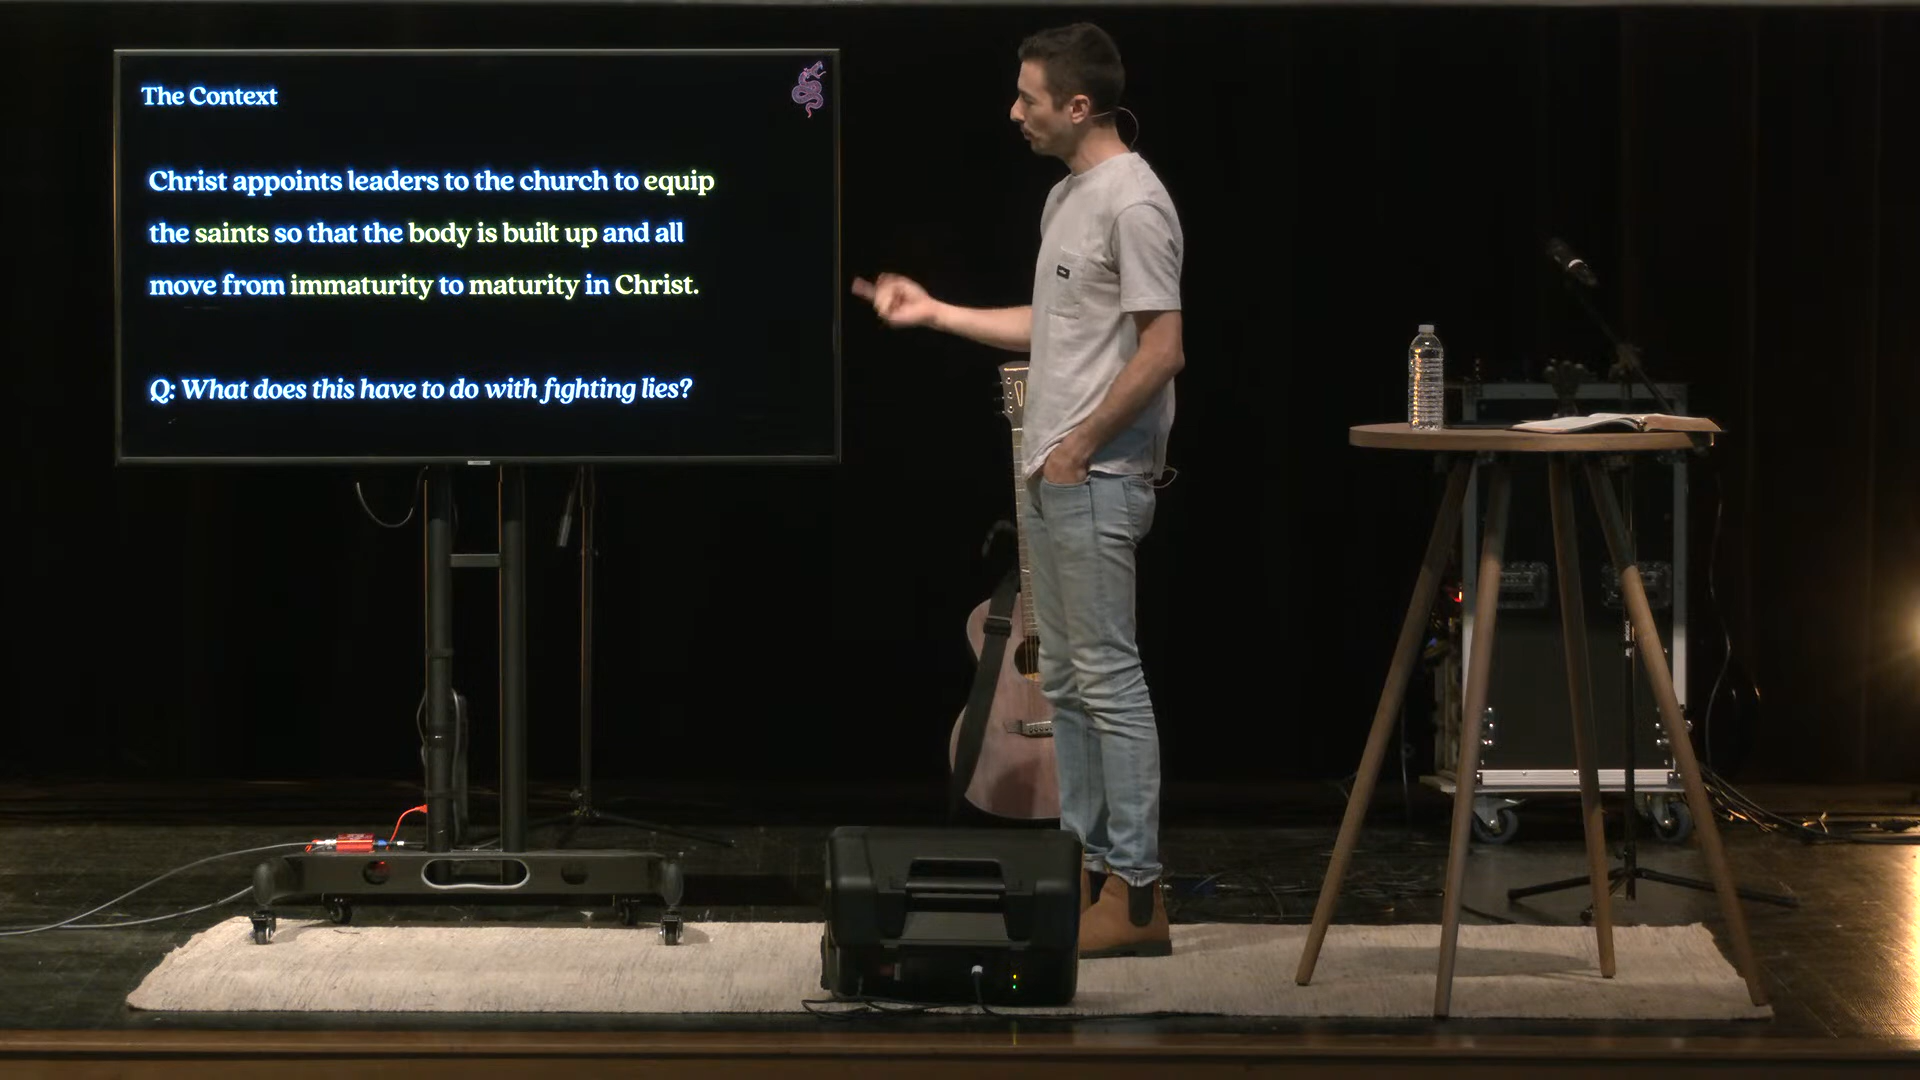 The Context
Christ appoints leaders to the church to equip
the saints so that the body is built up and all
move from immaturity to maturity in Christ.
Q: What does this have to do with fighting lies?